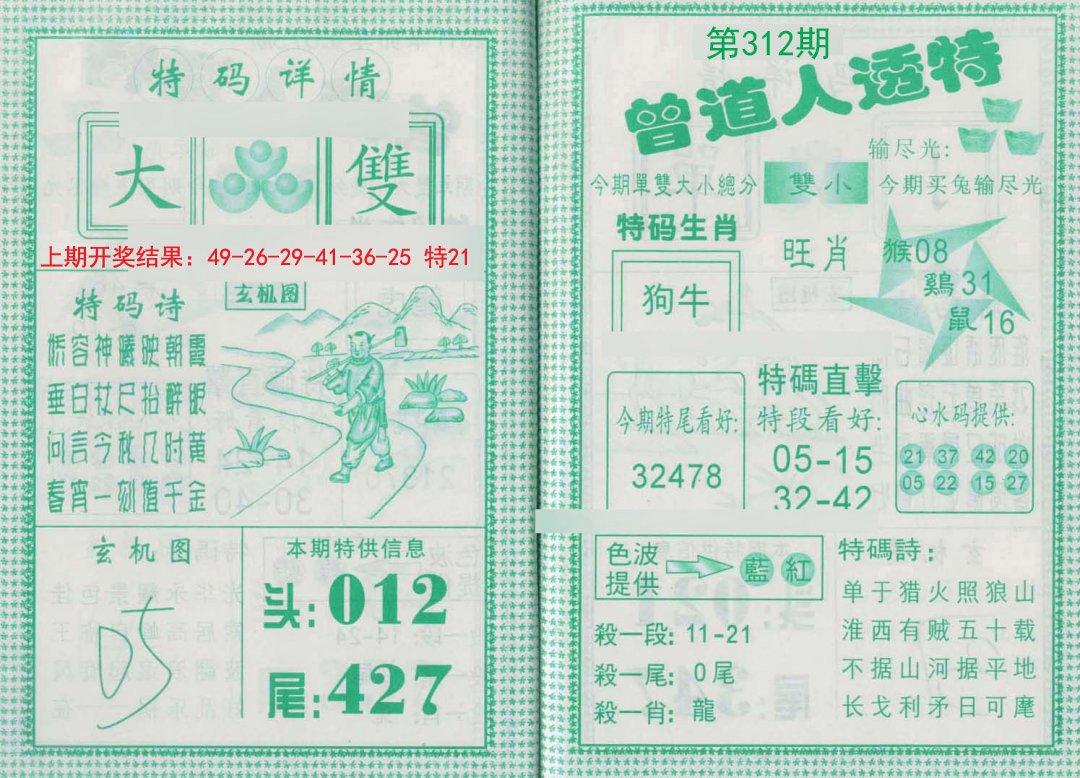 特码详情
大 雙
上期开奖结果：49-26-29-41-36-25 特21
特码诗
玄机图
容神曦映朝霞
垂白杖尺抬醉眼
问言今秋几时黄
春宵一刻值千金
玄机图
本期特供信息
头:012
尾:427
第312期
曾道人透特
输尽光:
今期單雙大小總分 雙小 今期买兔输尽光
特码生肖
旺肖
狗牛
猴08
鷄31
鼠16
特碼直擊
今期特尾看好:
32478
特段看好:
05-15
32-42
心水码提供:
21 37 42 20
05 22 15 27
色波提供
藍 紅
殺一段: 11-21
殺一尾: 0尾
殺一肖: 龍
特碼詩:
单于猎火照狼山
淮西有贼五十载
不据山河据平地
长戈利矛日可麾